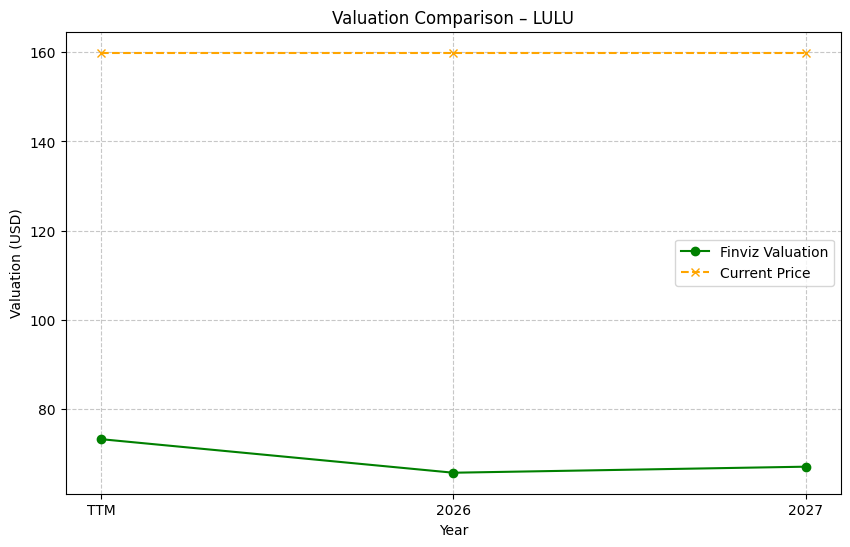 Valuation Comparison – LULU
Valuation (USD)
160
140
120
100
80
Finviz Valuation
Current Price
TTM
2026
2027
Year